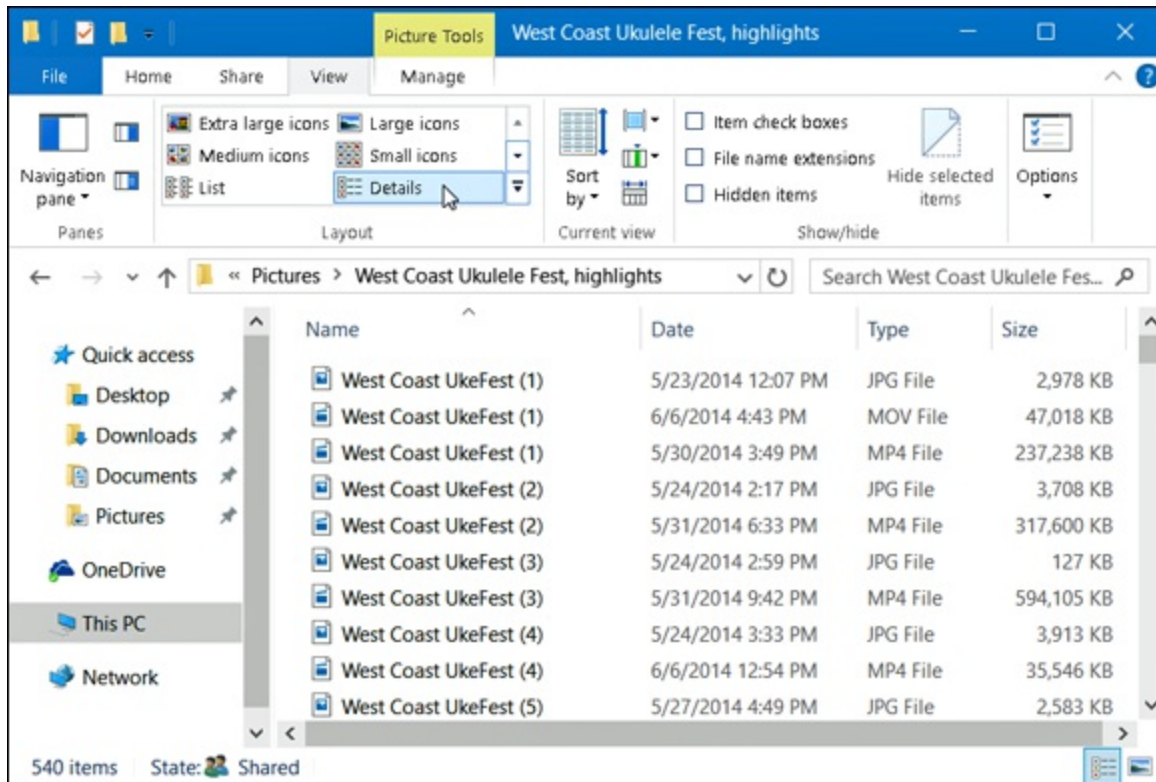 Picture Tools West Coast Ukulele Fest, highlights
File Home Share View Manage
Extra large icons Large icons
Medium icons Small icons
List Details
Navigation pane
Sort by
Item check boxes
File name extensions
Hidden items
Hide selected items
Options
Panes Layout Current view Show/hide
« Pictures > West Coast Ukulele Fest, highlights Search West Coast Ukulele Fes...
Quick access
Desktop
Downloads
Documents
Pictures
OneDrive
This PC
Network
Name Date Type Size
West Coast UkeFest (1) 5/23/2014 12:07 PM JPG File 2,978 KB
West Coast UkeFest (1) 6/6/2014 4:43 PM MOV File 47,018 KB
West Coast UkeFest (1) 5/30/2014 3:49 PM MP4 File 237,238 KB
West Coast UkeFest (2) 5/24/2014 2:17 PM JPG File 3,708 KB
West Coast UkeFest (2) 5/31/2014 6:33 PM MP4 File 317,600 KB
West Coast UkeFest (3) 5/24/2014 2:59 PM JPG File 127 KB
West Coast UkeFest (3) 5/31/2014 9:42 PM MP4 File 594,105 KB
West Coast UkeFest (4) 5/24/2014 3:33 PM JPG File 3,913 KB
West Coast UkeFest (4) 6/6/2014 12:54 PM MP4 File 35,546 KB
West Coast UkeFest (5) 5/27/2014 4:49 PM JPG File 2,583 KB
540 items State: Shared